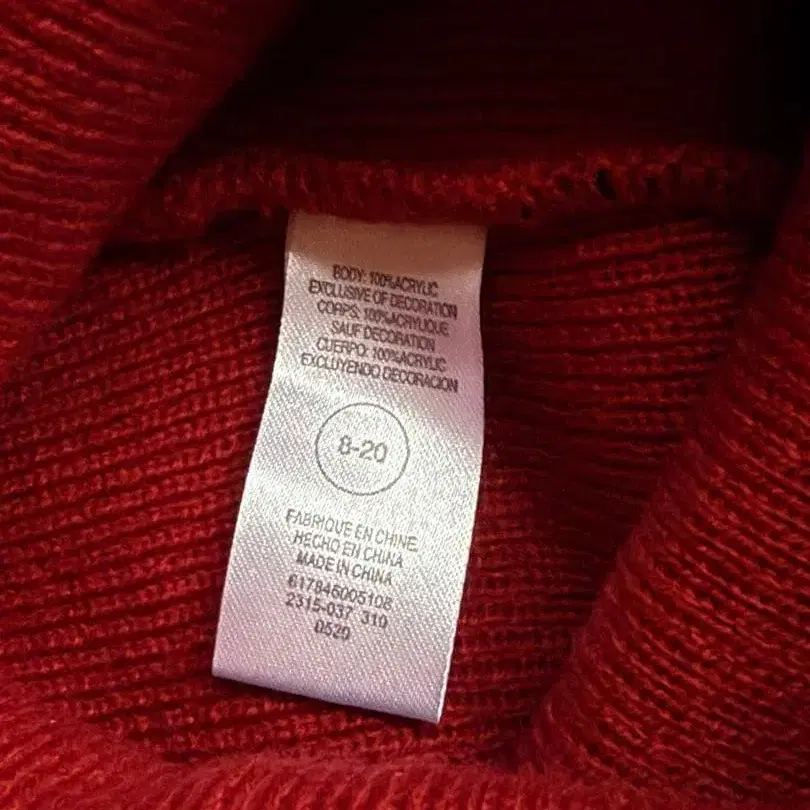 BODY: 100%ACRYLIC
EXCLUSIVE OF DECORATION
CORPS: 100%ACRYLIQUE
SAUF DECORATION
CUERPO: 100%ACRYLIC
EXCLUYENDO DECORACION
8-20
FABRIQUE EN CHINE
HECHO EN CHINA
MADE IN CHINA
617845005108
2315-037 310
0520